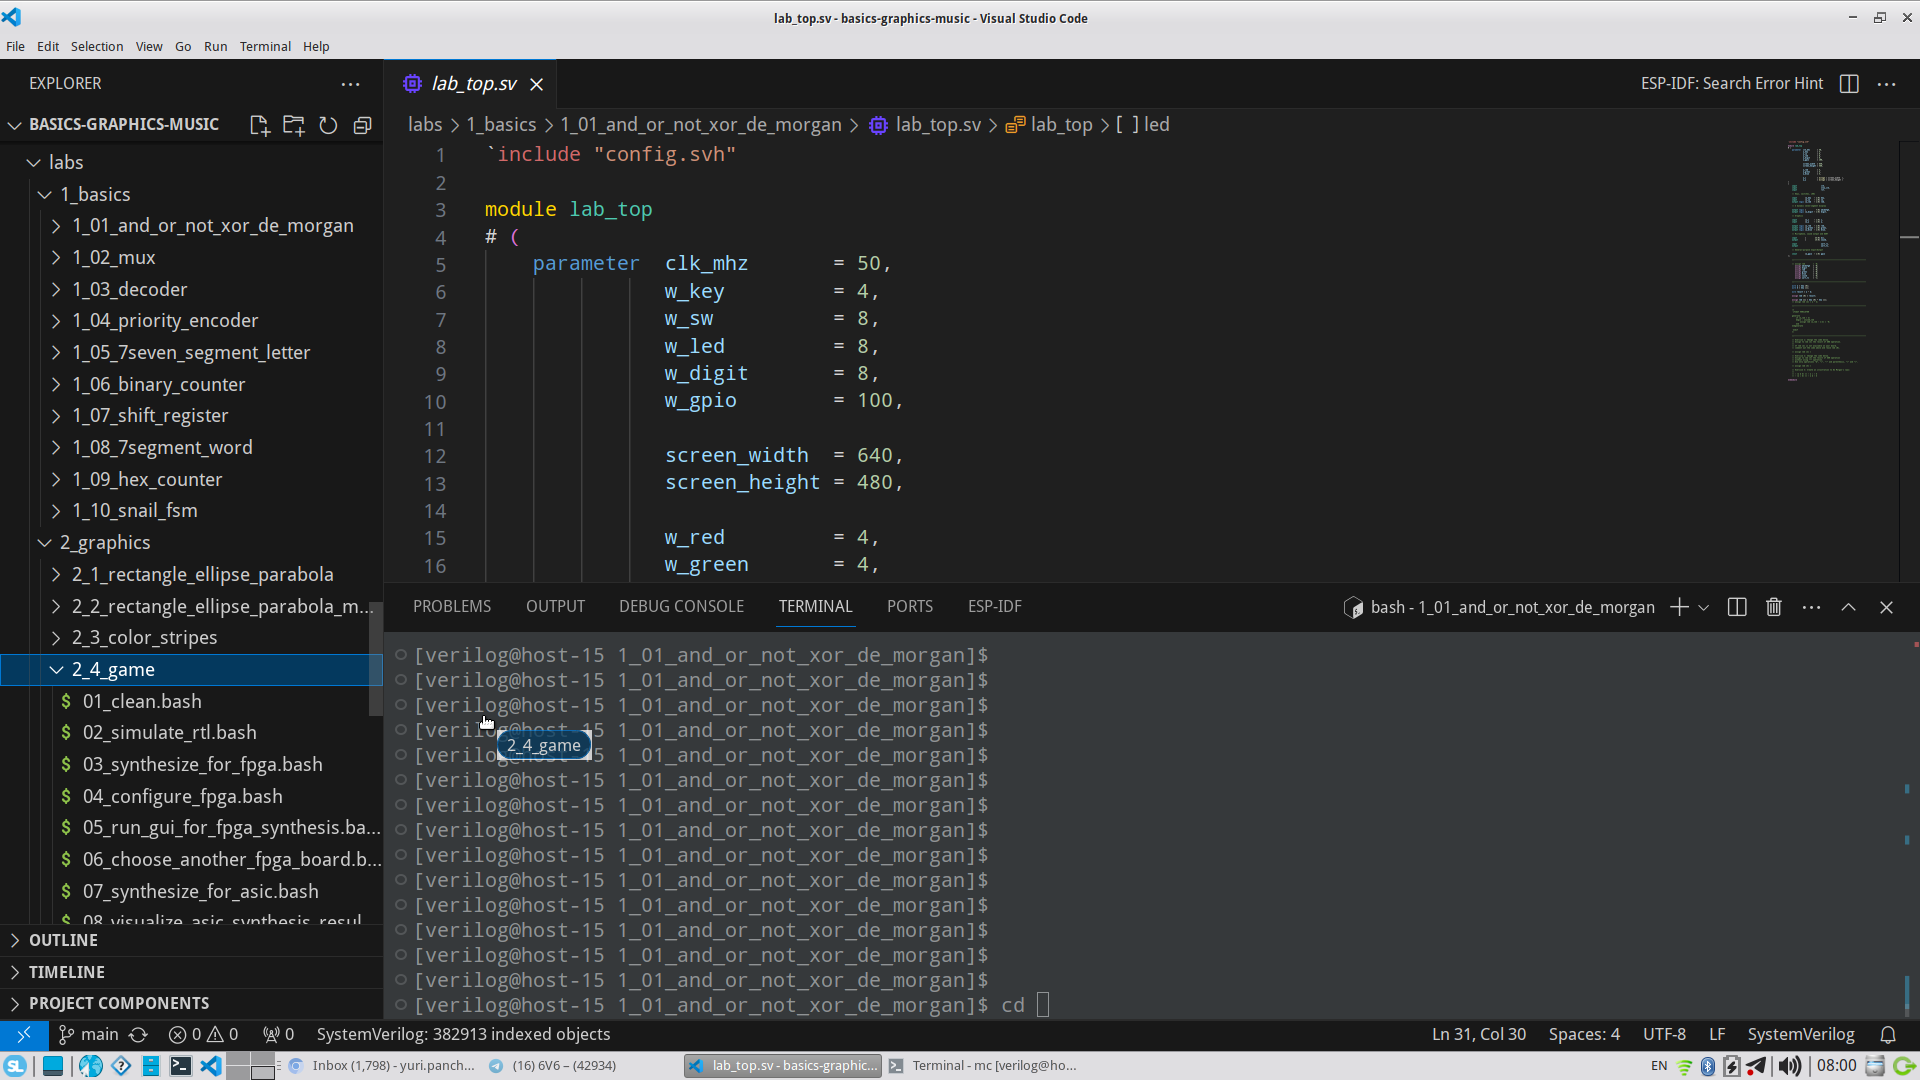 lab_top.sv - basics-graphics-music - Visual Studio Code
File Edit Selection View Go Run Terminal Help
EXPLORER
BASICS-GRAPHICS-MUSIC
labs
1_basics
1_01_and_or_not_xor_de_morgan
1_02_mux
1_03_decoder
1_04_priority_encoder
1_05_7seven_segment_letter
1_06_binary_counter
1_07_shift_register
1_08_7segment_word
1_09_hex_counter
1_10_snail_fsm
2_graphics
2_1_rectangle_ellipse_parabola
2_2_rectangle_ellipse_parabola_m...
2_3_color_stripes
2_4_game
$ 01_clean.bash
$ 02_simulate_rtl.bash
$ 03_synthesize_for_fpga.bash
$ 04_configure_fpga.bash
$ 05_run_gui_for_fpga_synthesis.ba...
$ 06_choose_another_fpga_board.b...
$ 07_synthesize_for_asic.bash
08_visualize_asic_synthesis_resul
OUTLINE
TIMELINE
PROJECT COMPONENTS
lab_top.sv
ESP-IDF: Search Error Hint
labs > 1_basics > 1_01_and_or_not_xor_de_morgan > lab_top.sv > lab_top > [ ] led
1 `include "config.svh"
2
3 module lab_top
4 # (
5 parameter clk_mhz = 50,
6 w_key = 4,
7 w_sw = 8,
8 w_led = 8,
9 w_digit = 8,
10 w_gpio = 100,
11
12 screen_width = 640,
13 screen_height = 480,
14
15 w_red = 4,
16 w_green = 4,
PROBLEMS OUTPUT DEBUG CONSOLE TERMINAL PORTS ESP-IDF
bash - 1_01_and_or_not_xor_de_morgan
[verilog@host-15 1_01_and_or_not_xor_de_morgan]$
[verilog@host-15 1_01_and_or_not_xor_de_morgan]$
[verilog@host-15 1_01_and_or_not_xor_de_morgan]$
[verilog@host-15 1_01_and_or_not_xor_de_morgan]$
2_4_game
[verilog@host-15 1_01_and_or_not_xor_de_morgan]$
[verilog@host-15 1_01_and_or_not_xor_de_morgan]$
[verilog@host-15 1_01_and_or_not_xor_de_morgan]$
[verilog@host-15 1_01_and_or_not_xor_de_morgan]$
[verilog@host-15 1_01_and_or_not_xor_de_morgan]$
[verilog@host-15 1_01_and_or_not_xor_de_morgan]$
[verilog@host-15 1_01_and_or_not_xor_de_morgan]$
[verilog@host-15 1_01_and_or_not_xor_de_morgan]$
[verilog@host-15 1_01_and_or_not_xor_de_morgan]$
[verilog@host-15 1_01_and_or_not_xor_de_morgan]$
[verilog@host-15 1_01_and_or_not_xor_de_morgan]$ cd
main 0 0 0 SystemVerilog: 382913 indexed objects
Ln 31, Col 30 Spaces: 4 UTF-8 LF SystemVerilog
SL Inbox (1,798) - yuri.panch... (16) 6V6 – (42934) lab_top.sv - basics-graphic... Terminal - mc [verilog@ho... EN 08:00